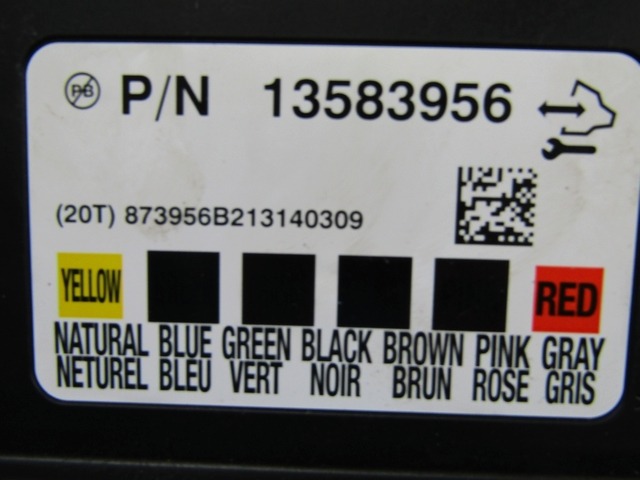 PB P/N 13583956
(20T) 873956B213140309
YELLOW RED
NATURAL BLUE GREEN BLACK BROWN PINK GRAY
NETUREL BLEU VERT NOIR BRUN ROSE GRIS